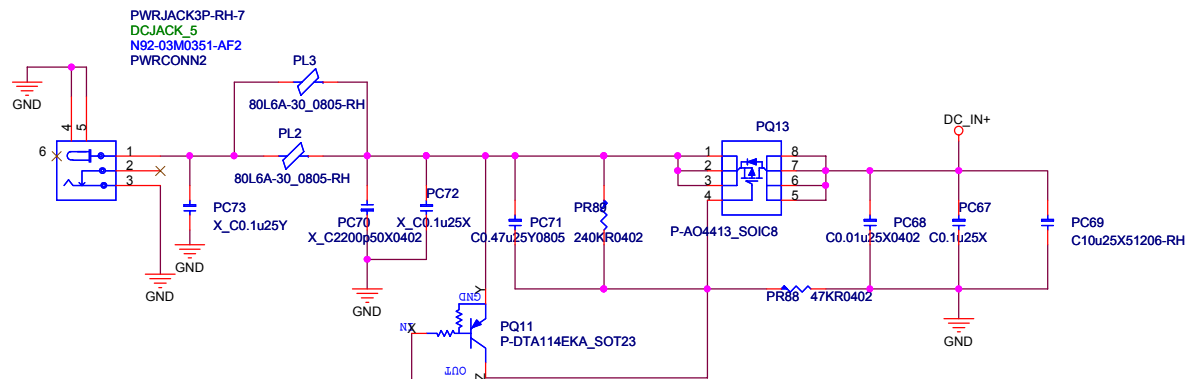 PWRJACK3P-RH-7
DCJACK_5
N92-03M0351-AF2
PWRCONN2
PL3
80L6A-30_0805-RH
GND
4
5
6
1
2
3
PL2
80L6A-30_0805-RH
PC73
X_C0.1u25Y
GND
GND
PC70
X_C2200p50X0402
PC72
X_C0.1u25X
GND
PC71
C0.47u25Y0805
PR89
240KR0402
PQ13
1
2
3
4
8
7
6
5
P-AO4413_SOIC8
DC_IN+
PC68
C0.01u25X0402
PC67
C0.1u25X
PC69
C10u25X51206-RH
PR88
47KR0402
GND
GND
Y
IN
X
PQ11
P-DTA114EKA_SOT23
OUT
Z